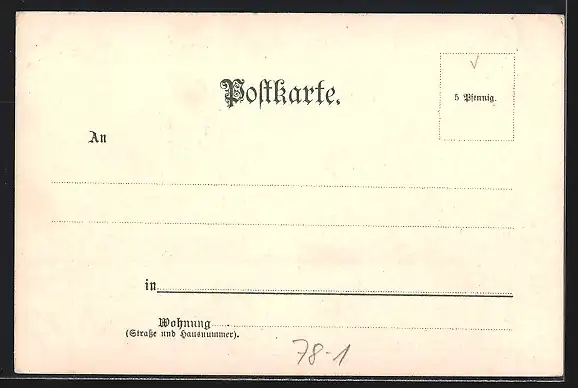 Postkarte.
5 Pfennig.
An
in
Wohnung
(Straße und Hausnummer).
78-1